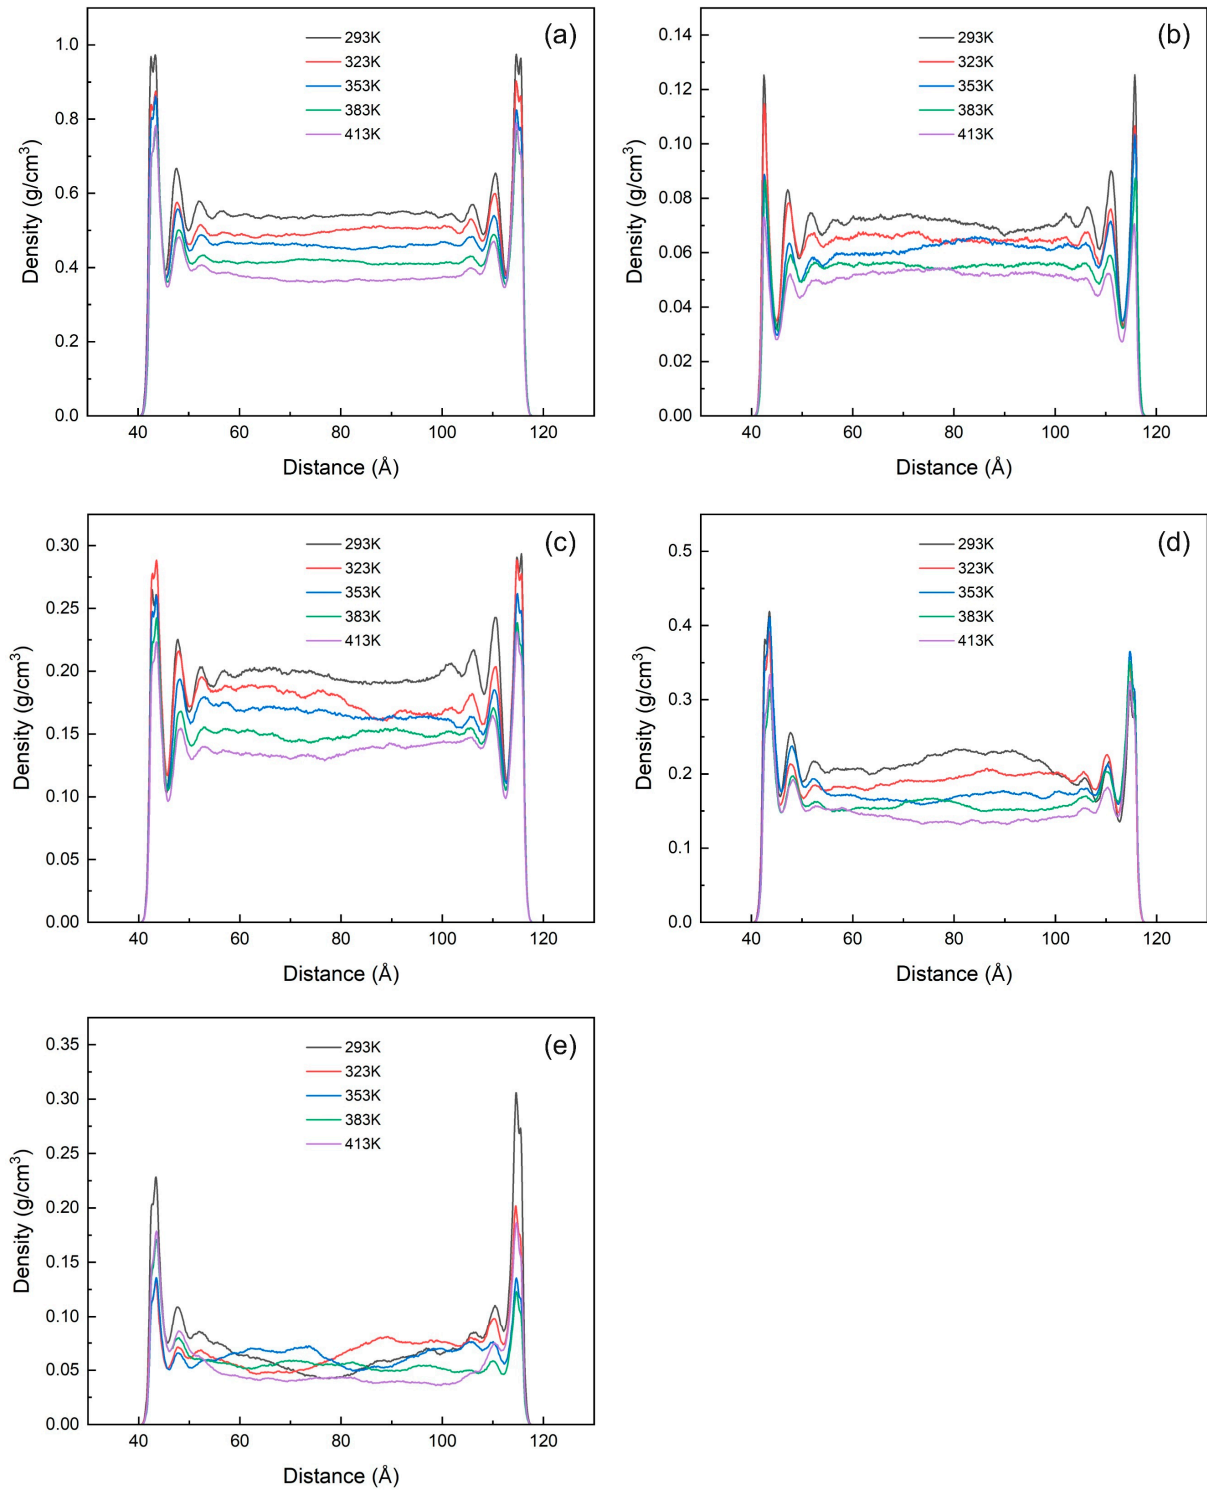 (a)
293K
323K
353K
383K
413K
1.0
0.8
0.6
0.4
0.2
0.0
Density (g/cm³)
40
60
80
100
120
Distance (Å)
(b)
293K
323K
353K
383K
413K
0.14
0.12
0.10
0.08
0.06
0.04
0.02
0.00
Density (g/cm³)
40
60
80
100
120
Distance (Å)
(c)
293K
323K
353K
383K
413K
0.30
0.25
0.20
0.15
0.10
0.05
0.00
Density (g/cm³)
40
60
80
100
120
Distance (Å)
(d)
293K
323K
353K
383K
413K
0.5
0.4
0.3
0.2
0.1
0.0
Density (g/cm³)
40
60
80
100
120
Distance (Å)
(e)
293K
323K
353K
383K
413K
0.35
0.30
0.25
0.20
0.15
0.10
0.05
0.00
Density (g/cm³)
40
60
80
100
120
Distance (Å)